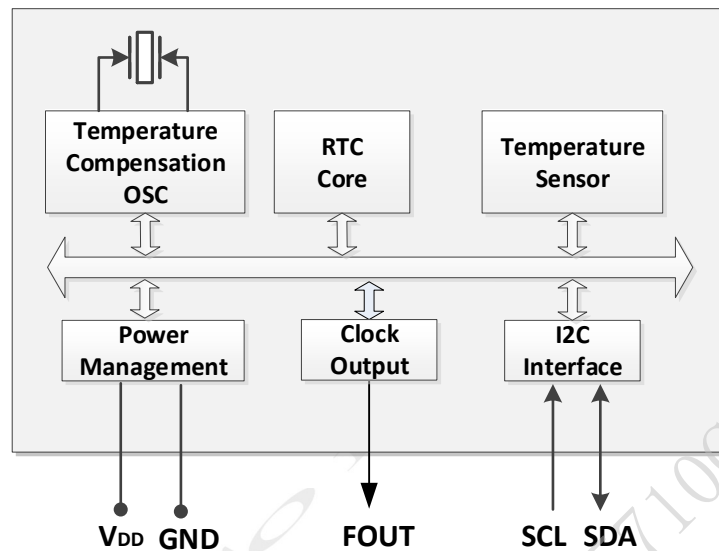 Temperature
Compensation
OSC
RTC
Core
Temperature
Sensor
Power
Management
Clock
Output
I2C
Interface
VDD
GND
FOUT
SCL
SDA